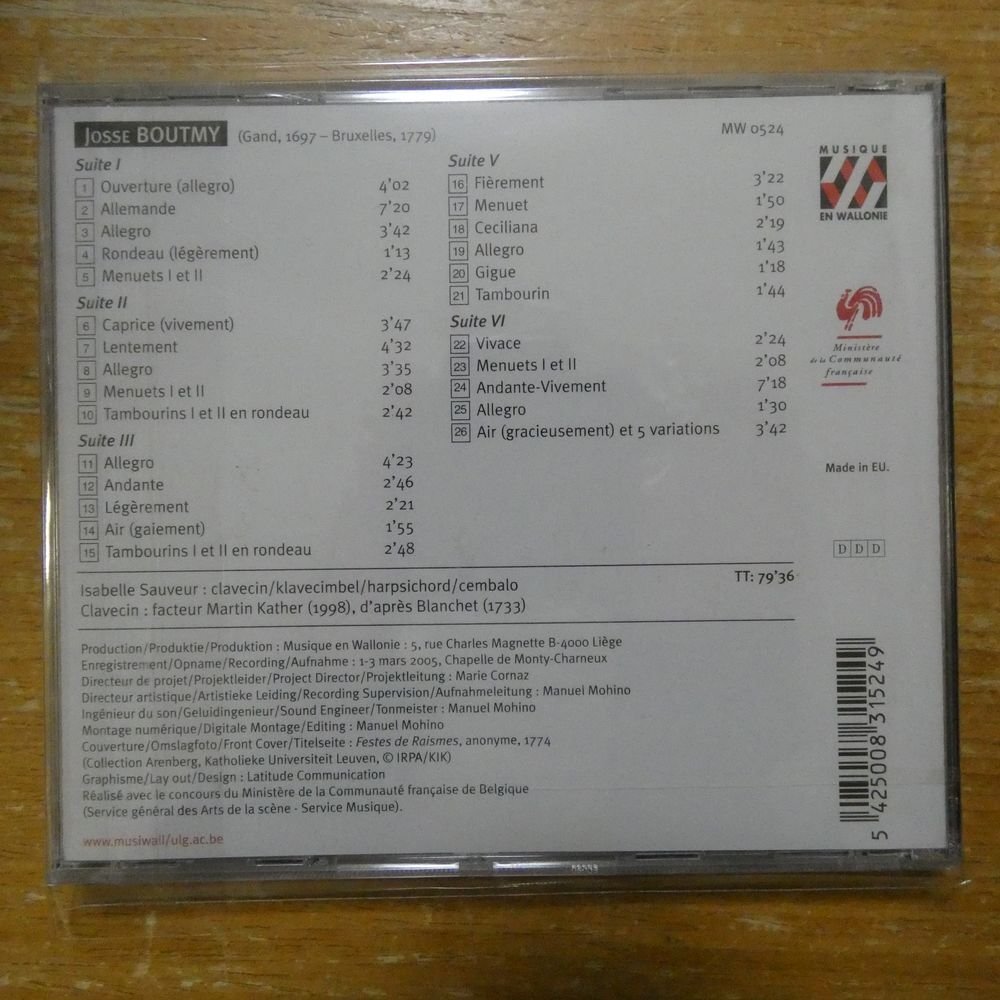 Josse BOUTMY (Gand, 1697 – Bruxelles, 1779)
MW 0524
Suite I
1 Ouverture (allegro) 4’02
2 Allemande 7’20
3 Allegro 3’42
4 Rondeau (légèrement) 1’13
5 Menuets I et II 2’24
Suite II
6 Caprice (vivement) 3’47
7 Lentement 4’32
8 Allegro 3’35
9 Menuets I et II 2’08
10 Tambourins I et II en rondeau 2’42
Suite III
11 Allegro 4’23
12 Andante 2’46
13 Légèrement 2’21
14 Air (gaiement) 1’55
15 Tambourins I et II en rondeau 2’48
Suite V
16 Fièrement 3’22
17 Menuet 1’50
18 Ceciliana 2’19
19 Allegro 1’43
20 Gigue 1’18
21 Tambourin 1’44
Suite VI
22 Vivace 2’24
23 Menuets I et II 2’08
24 Andante-Vivement 7’18
25 Allegro 1’30
26 Air (gracieusement) et 5 variations 3’42
MUSIQUE
EN WALLONIE
Ministère
de la Communauté
française
Made in EU.
D D D
Isabelle Sauveur : clavecin/klavecimbel/harpsichord/cembalo
TT: 79’36
Clavecin : facteur Martin Kather (1998), d’après Blanchet (1733)
Production/Produktie/Produktion : Musique en Wallonie : 5, rue Charles Magnette B-4000 Liège
Enregistrement/Opname/Recording/Aufnahme : 1-3 mars 2005, Chapelle de Monty-Charneux
Directeur de projet/Projektleider/Project Director/Projektleitung : Marie Cornaz
Directeur artistique/Artistieke Leiding/Recording Supervision/Aufnahmeleitung : Manuel Mohino
Ingénieur du son/Geluidingenieur/Sound Engineer/Tonmeister : Manuel Mohino
Montage numérique/Digitale Montage/Editing : Manuel Mohino
Couverture/Omslagfoto/Front Cover/Titelseite : Festes de Raismes, anonyme, 1774
(Collection Arenberg, Katholieke Universiteit Leuven, © IRPA/KIK)
Graphisme/Lay out/Design : Latitude Communication
Réalisé avec le concours du Ministère de la Communauté française de Belgique
(Service général des Arts de la scène - Service Musique).
www.musiwall/ulg.ac.be
5 425008 315249